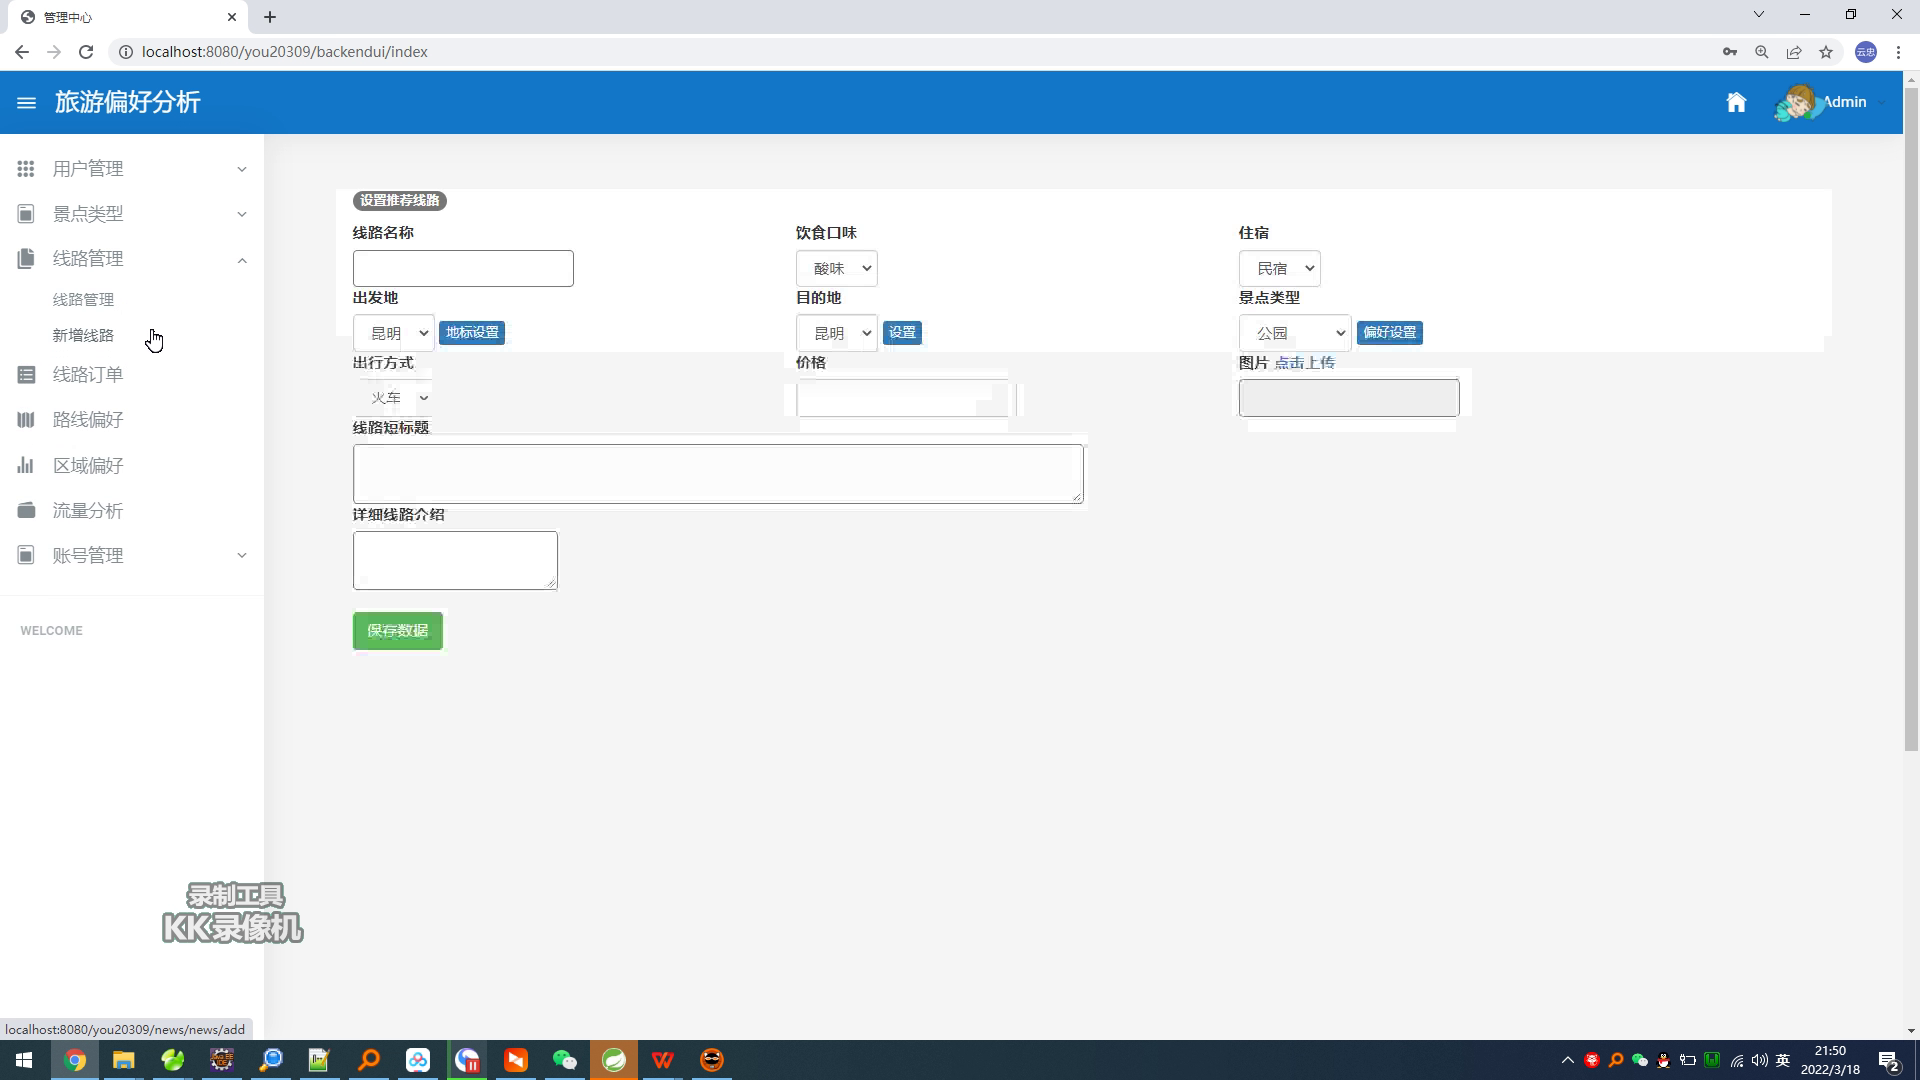 管理中心
localhost:8080/you20309/backendui/index
云忠
旅游偏好分析
Admin
用户管理
景点类型
线路管理
线路管理
新增线路
线路订单
路线偏好
区域偏好
流量分析
账号管理
WELCOME
设置推荐线路
线路名称
饮食口味
住宿
酸味
民宿
出发地
目的地
景点类型
昆明
地标设置
昆明
设置
公园
偏好设置
出行方式
价格
图片 点击上传
火车
线路短标题
详细线路介绍
保存数据
录制工具
KK录像机
localhost:8080/you20309/news/news/add
英
21:50
2022/3/18
2